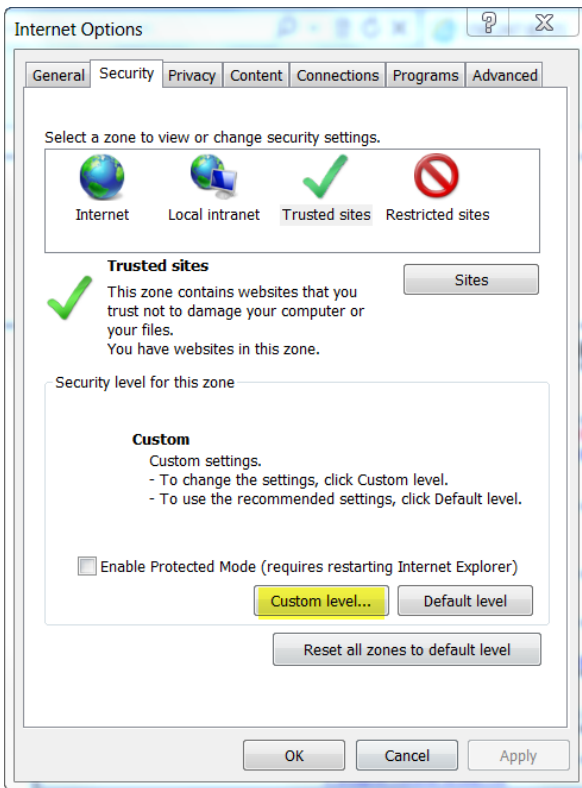 Internet Options
General Security Privacy Content Connections Programs Advanced
Select a zone to view or change security settings.
Internet Local intranet Trusted sites Restricted sites
Trusted sites
Sites
This zone contains websites that you
trust not to damage your computer or
your files.
You have websites in this zone.
Security level for this zone
Custom
Custom settings.
- To change the settings, click Custom level.
- To use the recommended settings, click Default level.
Enable Protected Mode (requires restarting Internet Explorer)
Custom level... Default level
Reset all zones to default level
OK Cancel Apply